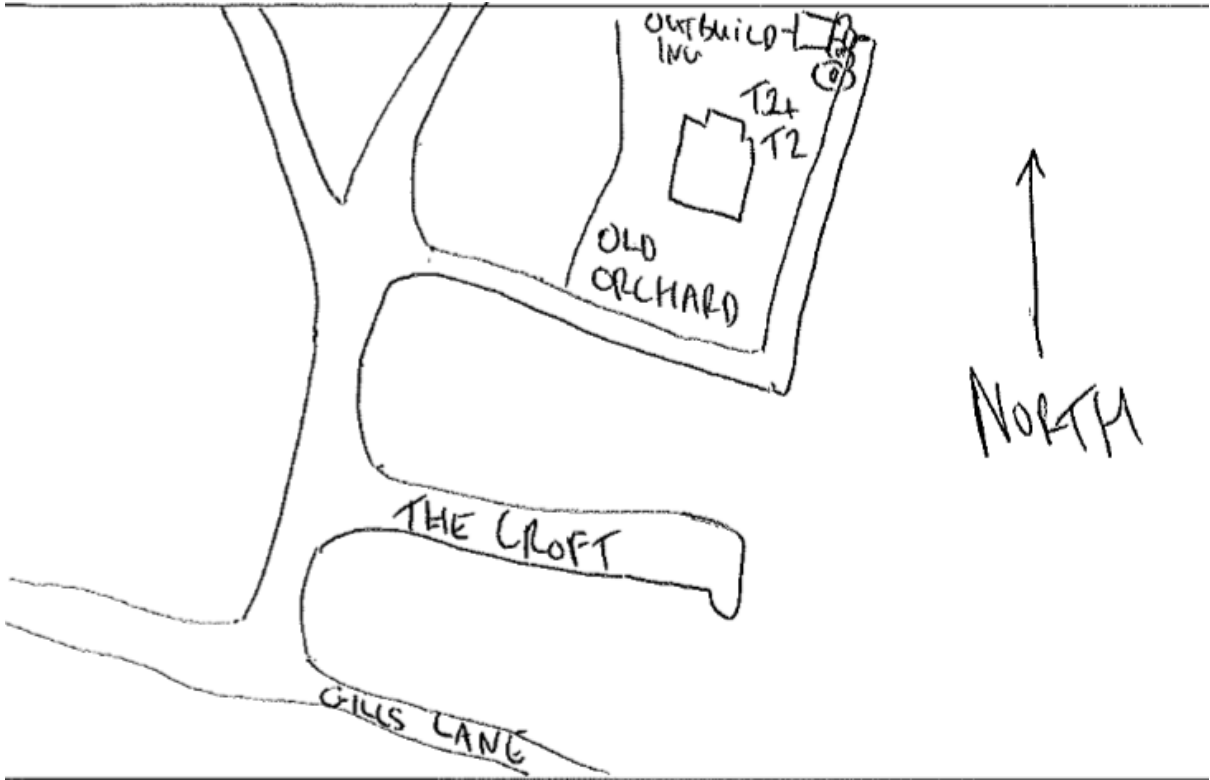 OUTBUILD-
ING
T2+
T2
OLD
ORCHARD
NORTH
THE CROFT
GILLS LANE